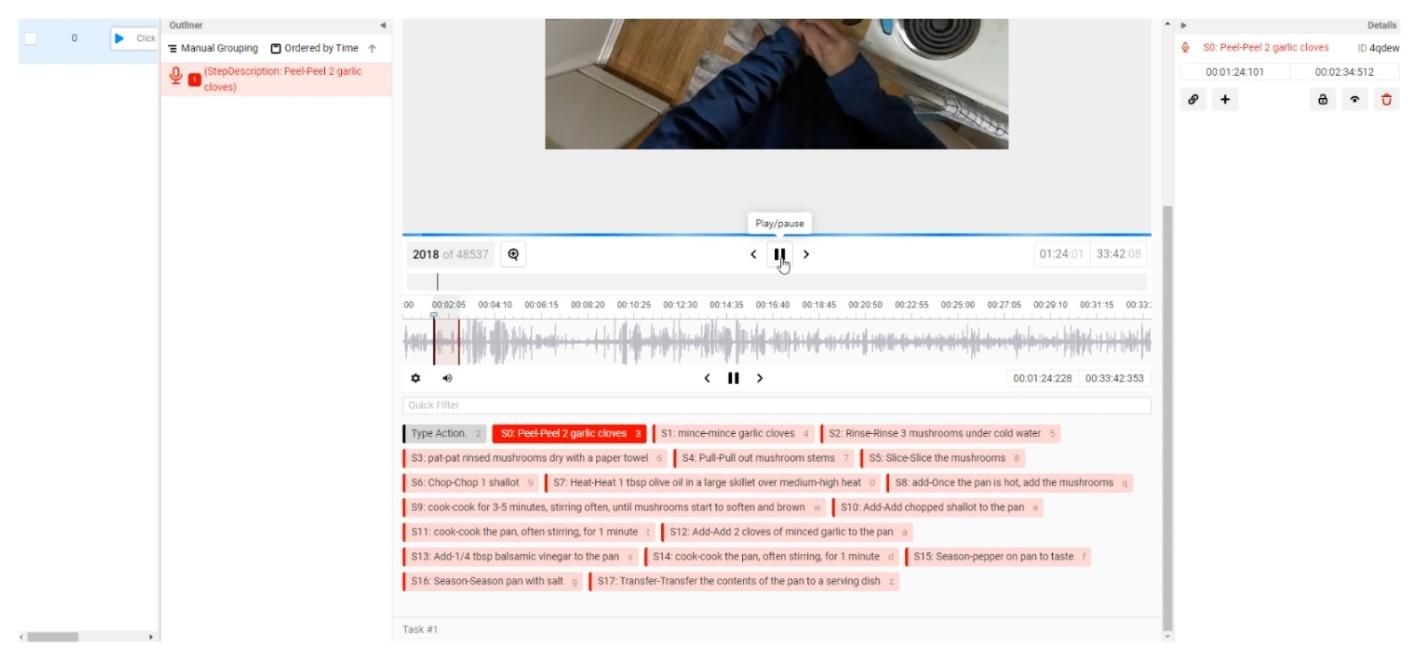 0 Click
Outliner
Manual Grouping Ordered by Time
1 (StepDescription: Peel-Peel 2 garlic
cloves)
Play/pause
2018 of 48537 01:24:01 33:42:08
00 00:02:05 00:04:10 00:06:15 00:08:20 00:10:25 00:12:30 00:14:35 00:16:40 00:18:45 00:20:50 00:22:55 00:25:00 00:27:05 00:29:10 00:31:15 00:33:
00:01:24:228 00:33:42:353
Quick Filter
Type Action. 2 S0: Peel-Peel 2 garlic cloves 3 S1: mince-mince garlic cloves 4 S2: Rinse-Rinse 3 mushrooms under cold water 5
S3: pat-pat rinsed mushrooms dry with a paper towel 6 S4: Pull-Pull out mushroom stems 7 S5: Slice-Slice the mushrooms 8
S6: Chop-Chop 1 shallot 9 S7: Heat-Heat 1 tbsp olive oil in a large skillet over medium-high heat 0 S8: add-Once the pan is hot, add the mushrooms q
S9: cook-cook for 3-5 minutes, stirring often, until mushrooms start to soften and brown w S10: Add-Add chopped shallot to the pan e
S11: cook-cook the pan, often stirring, for 1 minute t S12: Add-Add 2 cloves of minced garlic to the pan a
S13: Add-1/4 tbsp balsamic vinegar to the pan s S14: cook-cook the pan, often stirring, for 1 minute d S15: Season-pepper on pan to taste f
S16: Season-Season pan with salt g S17: Transfer-Transfer the contents of the pan to a serving dish z
Task #1
Details
S0: Peel-Peel 2 garlic cloves ID 4qdew
00:01:24:101 00:02:34:512